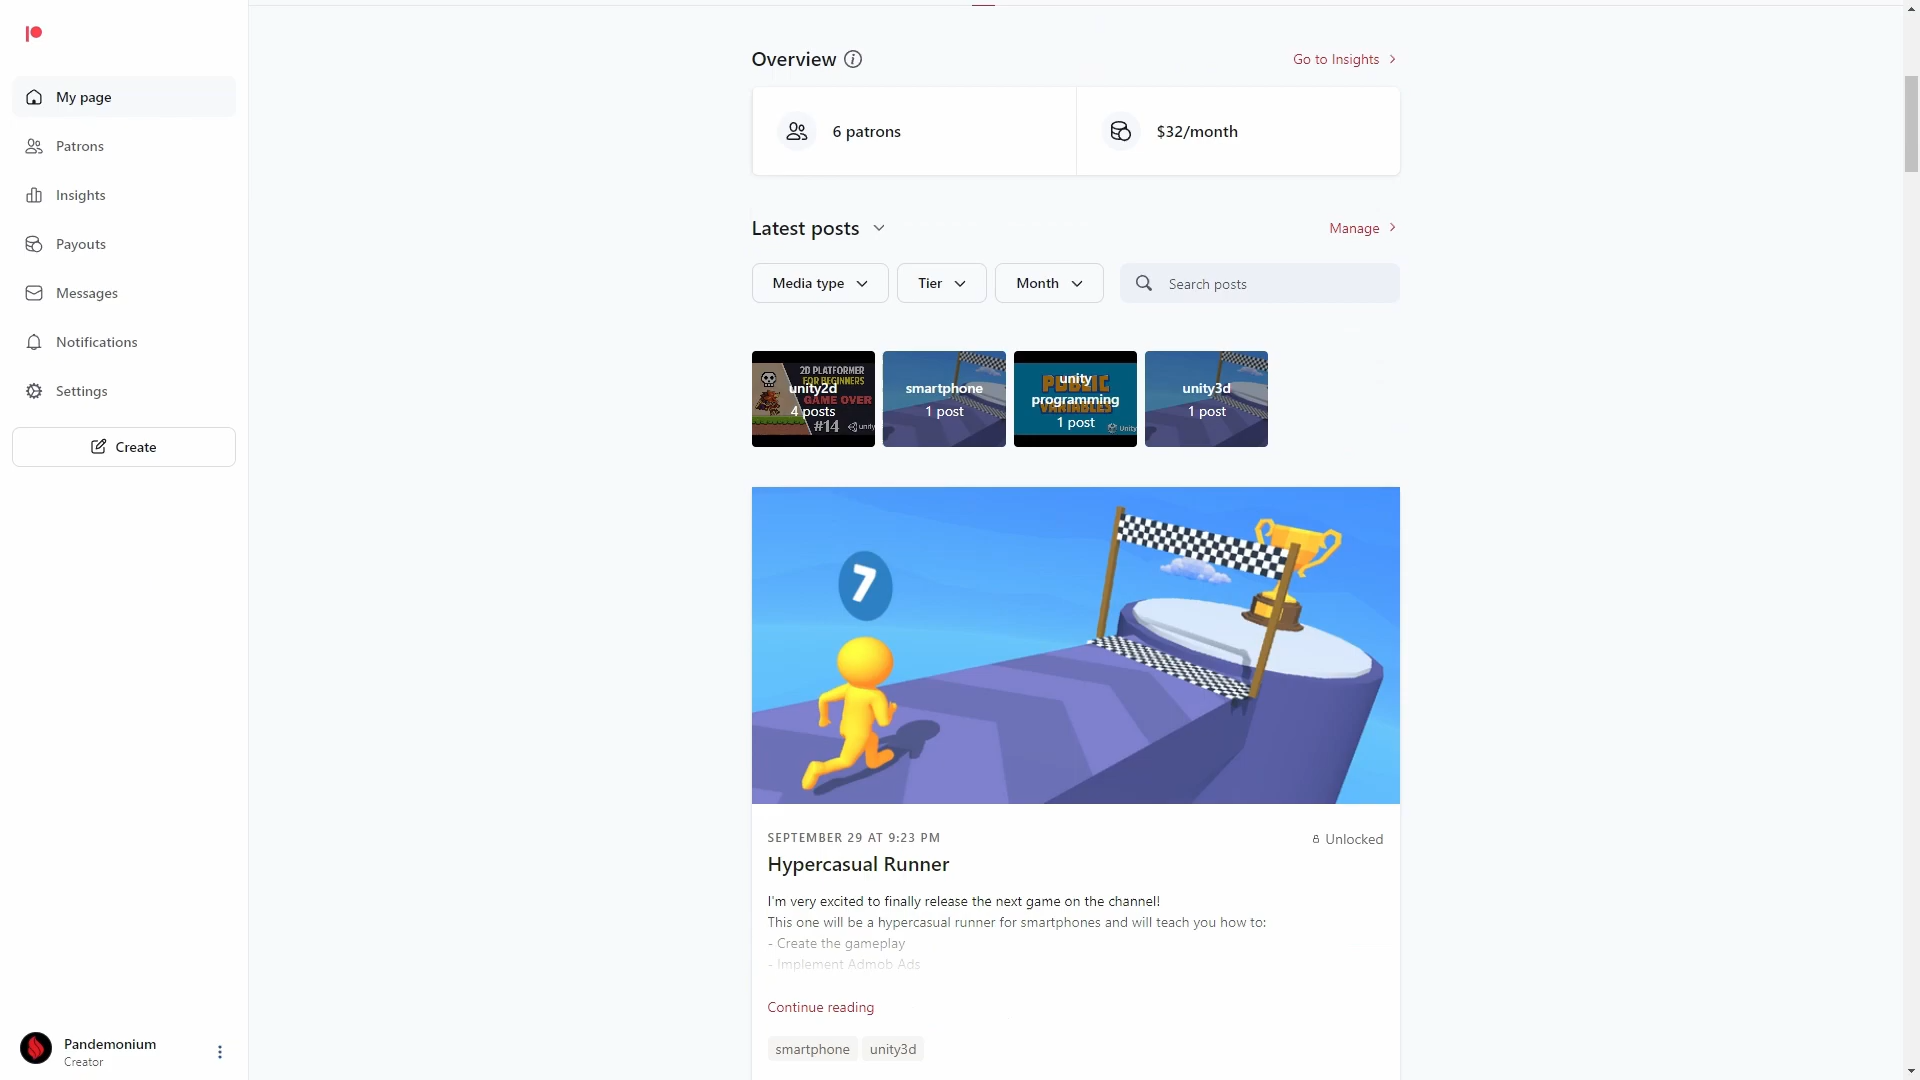 My page
Patrons
Insights
Payouts
Messages
Notifications
Settings
Create
Pandemonium
Creator
Overview
Go to Insights
6 patrons
$32/month
Latest posts
Manage
Media type
Tier
Month
Search posts
2D PLATFORMER
FOR BEGINNERS
GAME OVER
#14
unity
unity2d
4 posts
smartphone
1 post
PUBLIC
VARIABLES
Unity
unity
programming
1 post
unity3d
1 post
7
SEPTEMBER 29 AT 9:23 PM
Unlocked
Hypercasual Runner
I'm very excited to finally release the next game on the channel!
This one will be a hypercasual runner for smartphones and will teach you how to:
- Create the gameplay
- Implement Admob Ads
Continue reading
smartphone
unity3d